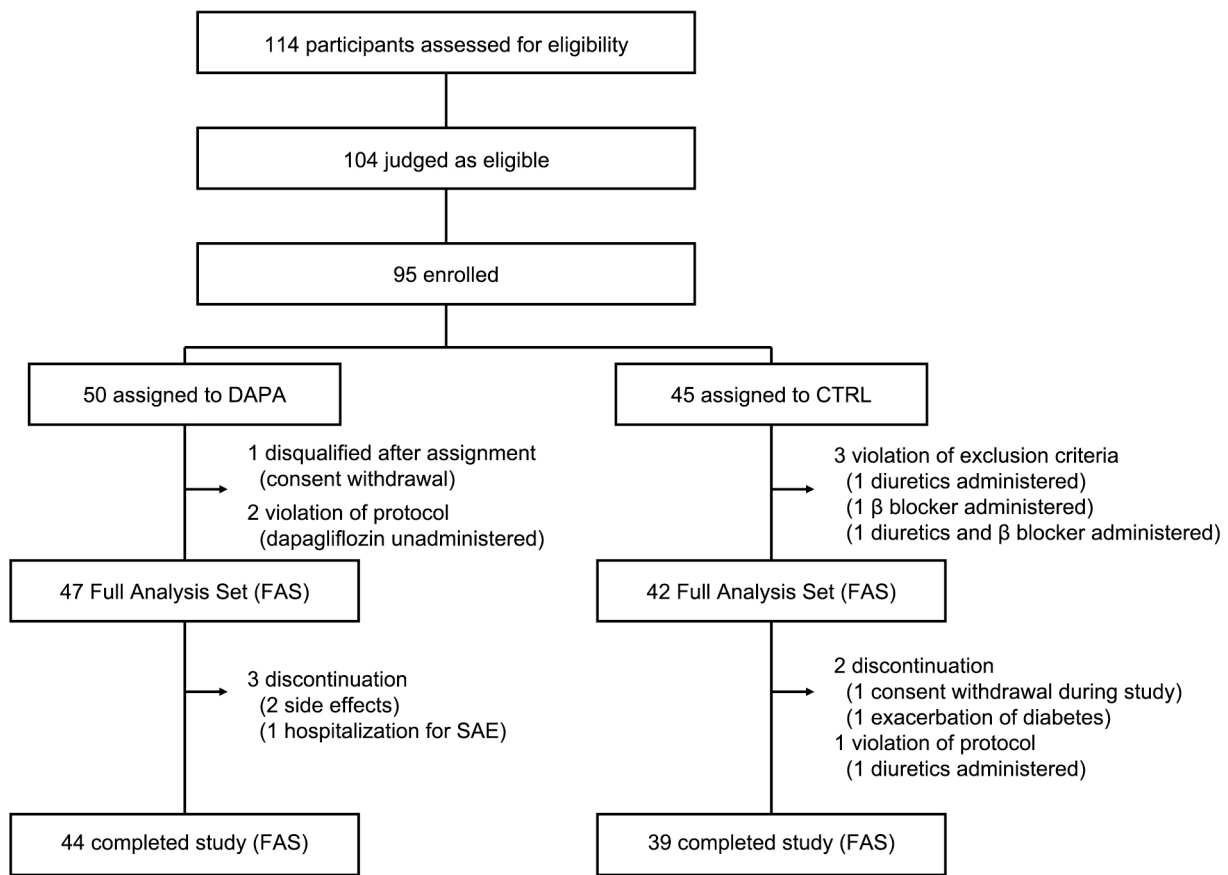 114 participants assessed for eligibility
104 judged as eligible
95 enrolled
50 assigned to DAPA
45 assigned to CTRL
1 disqualified after assignment
(consent withdrawal)
2 violation of protocol
(dapagliflozin unadministered)
3 violation of exclusion criteria
(1 diuretics administered)
(1 β blocker administered)
(1 diuretics and β blocker administered)
47 Full Analysis Set (FAS)
42 Full Analysis Set (FAS)
3 discontinuation
(2 side effects)
(1 hospitalization for SAE)
2 discontinuation
(1 consent withdrawal during study)
(1 exacerbation of diabetes)
1 violation of protocol
(1 diuretics administered)
44 completed study (FAS)
39 completed study (FAS)